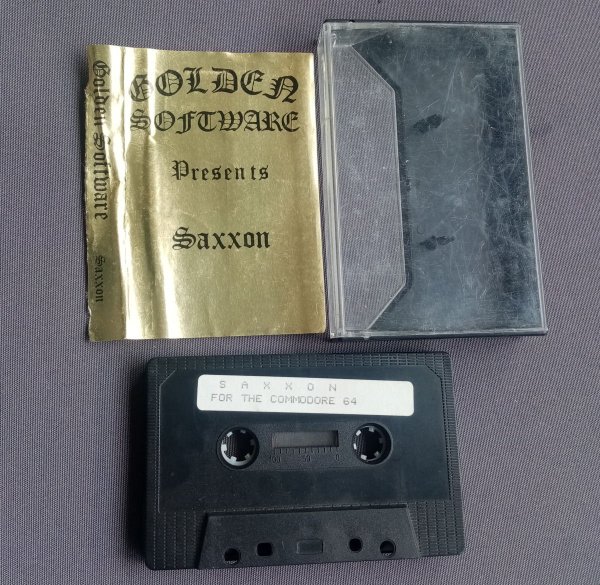 Golden Software Saxxon
GOLDEN
SOFTWARE
Presents
Saxxon
S A X X O N
FOR THE COMMODORE 64